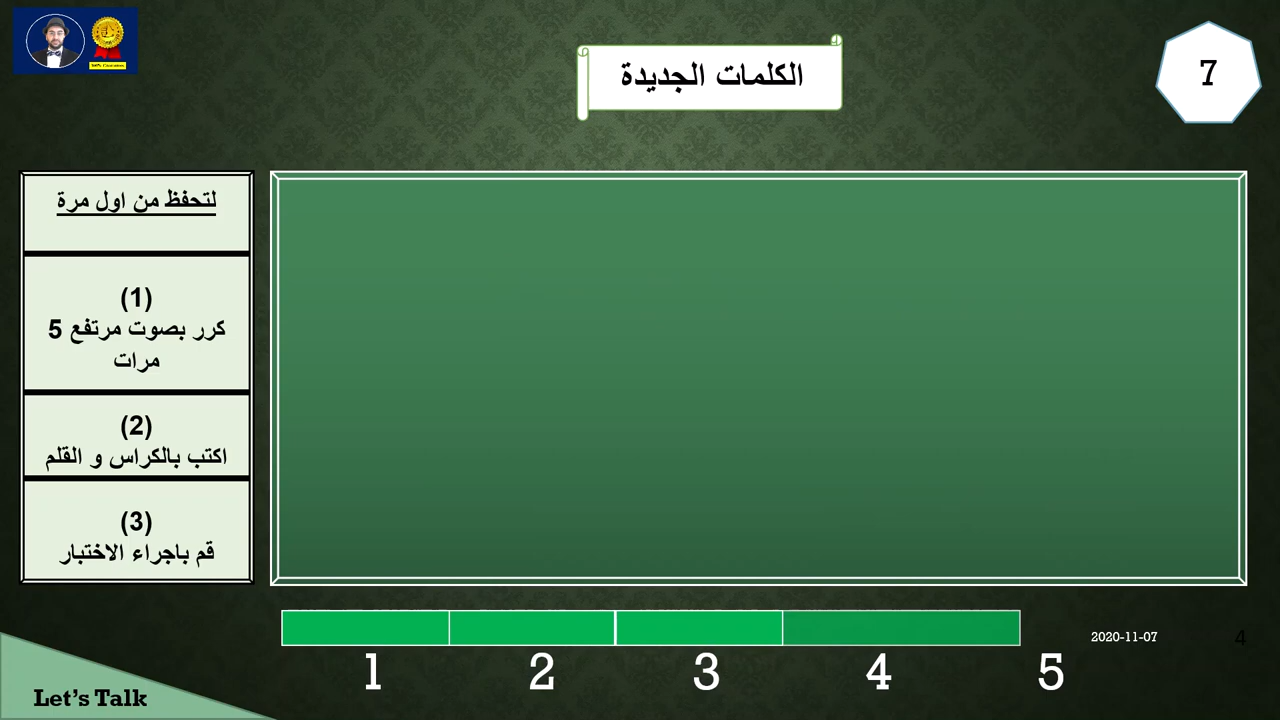 الكلمات الجديدة
7
لتحفظ من اول مرة
(1)
كرر بصوت مرتفع 5
مرات
(2)
اكتب بالكراس و القلم
(3)
قم باجراء الاختبار
1 2 3 4 5
2020-11-07
4
Let's Talk